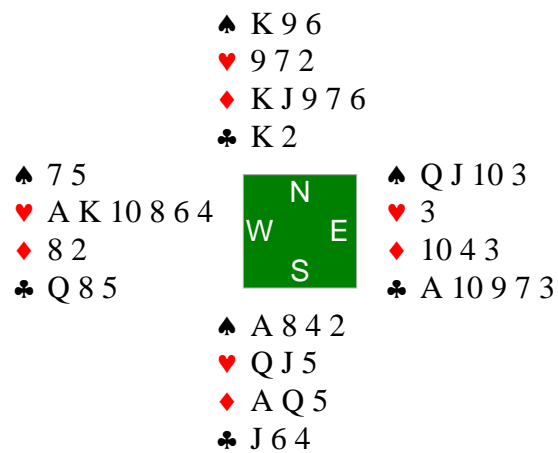 ♠ K 9 6
♥ 9 7 2
♦ K J 9 7 6
♣ K 2
♠ 7 5
♥ A K 10 8 6 4
♦ 8 2
♣ Q 8 5
N
W E
S
♠ Q J 10 3
♥ 3
♦ 10 4 3
♣ A 10 9 7 3
♠ A 8 4 2
♥ Q J 5
♦ A Q 5
♣ J 6 4